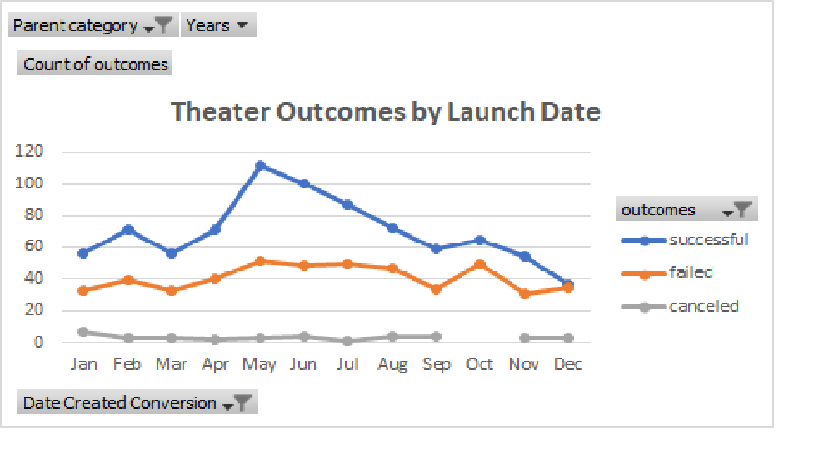 Parent category Years
Count of outcomes
Theater Outcomes by Launch Date
120
100
80
60
40
20
0
Jan Feb Mar Apr May Jun Jul Aug Sep Oct Nov Dec
outcomes
successful
failed
canceled
Date Created Conversion